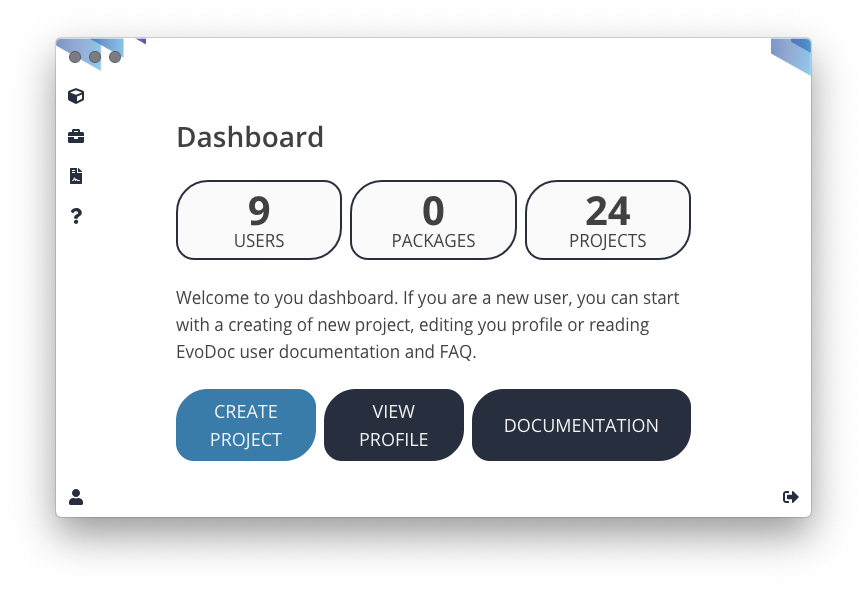 Dashboard
9
USERS
0
PACKAGES
24
PROJECTS
Welcome to you dashboard. If you are a new user, you can start
with a creating of new project, editing you profile or reading
EvoDoc user documentation and FAQ.
CREATE
PROJECT
VIEW
PROFILE
DOCUMENTATION